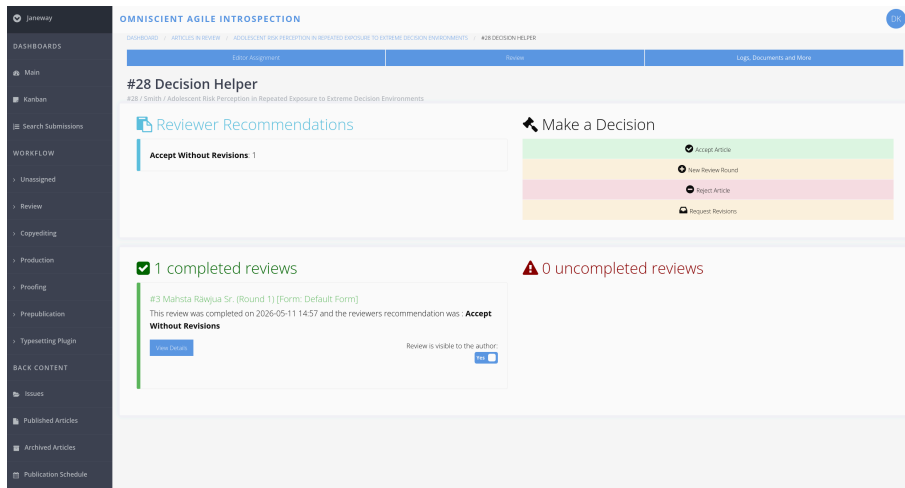 Janeway
OMNISCIENT AGILE INTROSPECTION
DK
DASHBOARD ARTICLES IN REVIEW ADOLESCENT RISK PERCEPTION IN REPEATED EXPOSURE TO EXTREME DECISION ENVIRONMENTS #28 DECISION HELPER
DASHBOARDS
Main
Kanban
Search Submissions
WORKFLOW
› Unassigned
› Review
› Copyediting
› Production
› Proofing
› Prepublication
› Typesetting Plugin
BACK CONTENT
Issues
Published Articles
Archived Articles
Publication Schedule
Editor Assignment
Review
Logs, Documents and More
#28 Decision Helper
#28 / Smith / Adolescent Risk Perception in Repeated Exposure to Extreme Decision Environments
Reviewer Recommendations
Accept Without Revisions: 1
Make a Decision
Accept Article
New Review Round
Reject Article
Request Revisions
1 completed reviews
#3 Mahsta Rāwjua Sr. (Round 1) [Form: Default Form]
This review was completed on 2026-05-11 14:57 and the reviewers recommendation was : Accept
Without Revisions
View Details
Review is visible to the author:
Yes
0 uncompleted reviews